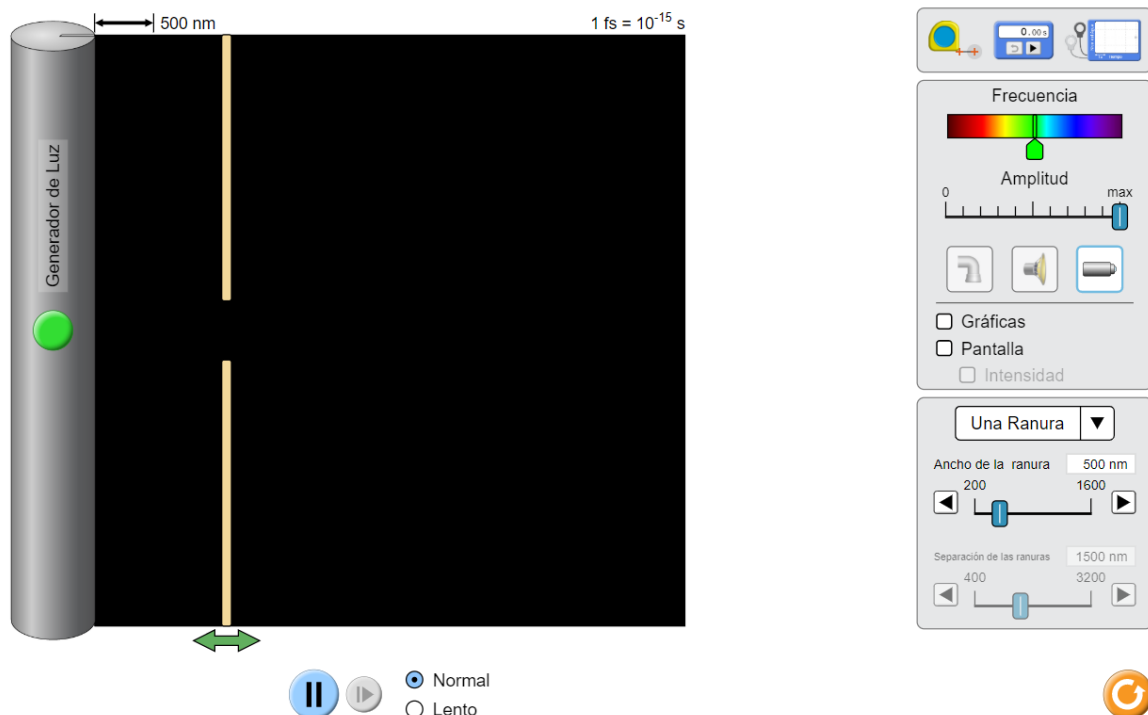 500 nm
1 fs = 10⁻¹⁵ s
Generador de Luz
0.00 s
Frecuencia
Amplitud
0
max
Gráficas
Pantalla
Intensidad
Una Ranura
Ancho de la ranura
500 nm
200
1600
Separación de las ranuras
1500 nm
400
3200
Normal
Lento